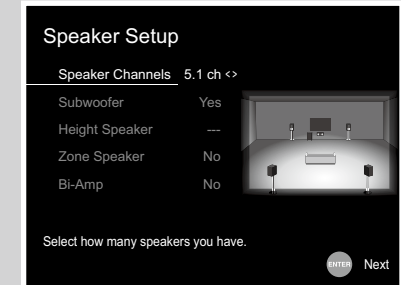 Speaker Setup
Speaker Channels 5.1 ch <>
Subwoofer Yes
Height Speaker ---
Zone Speaker No
Bi-Amp No
Select how many speakers you have.
ENTER Next